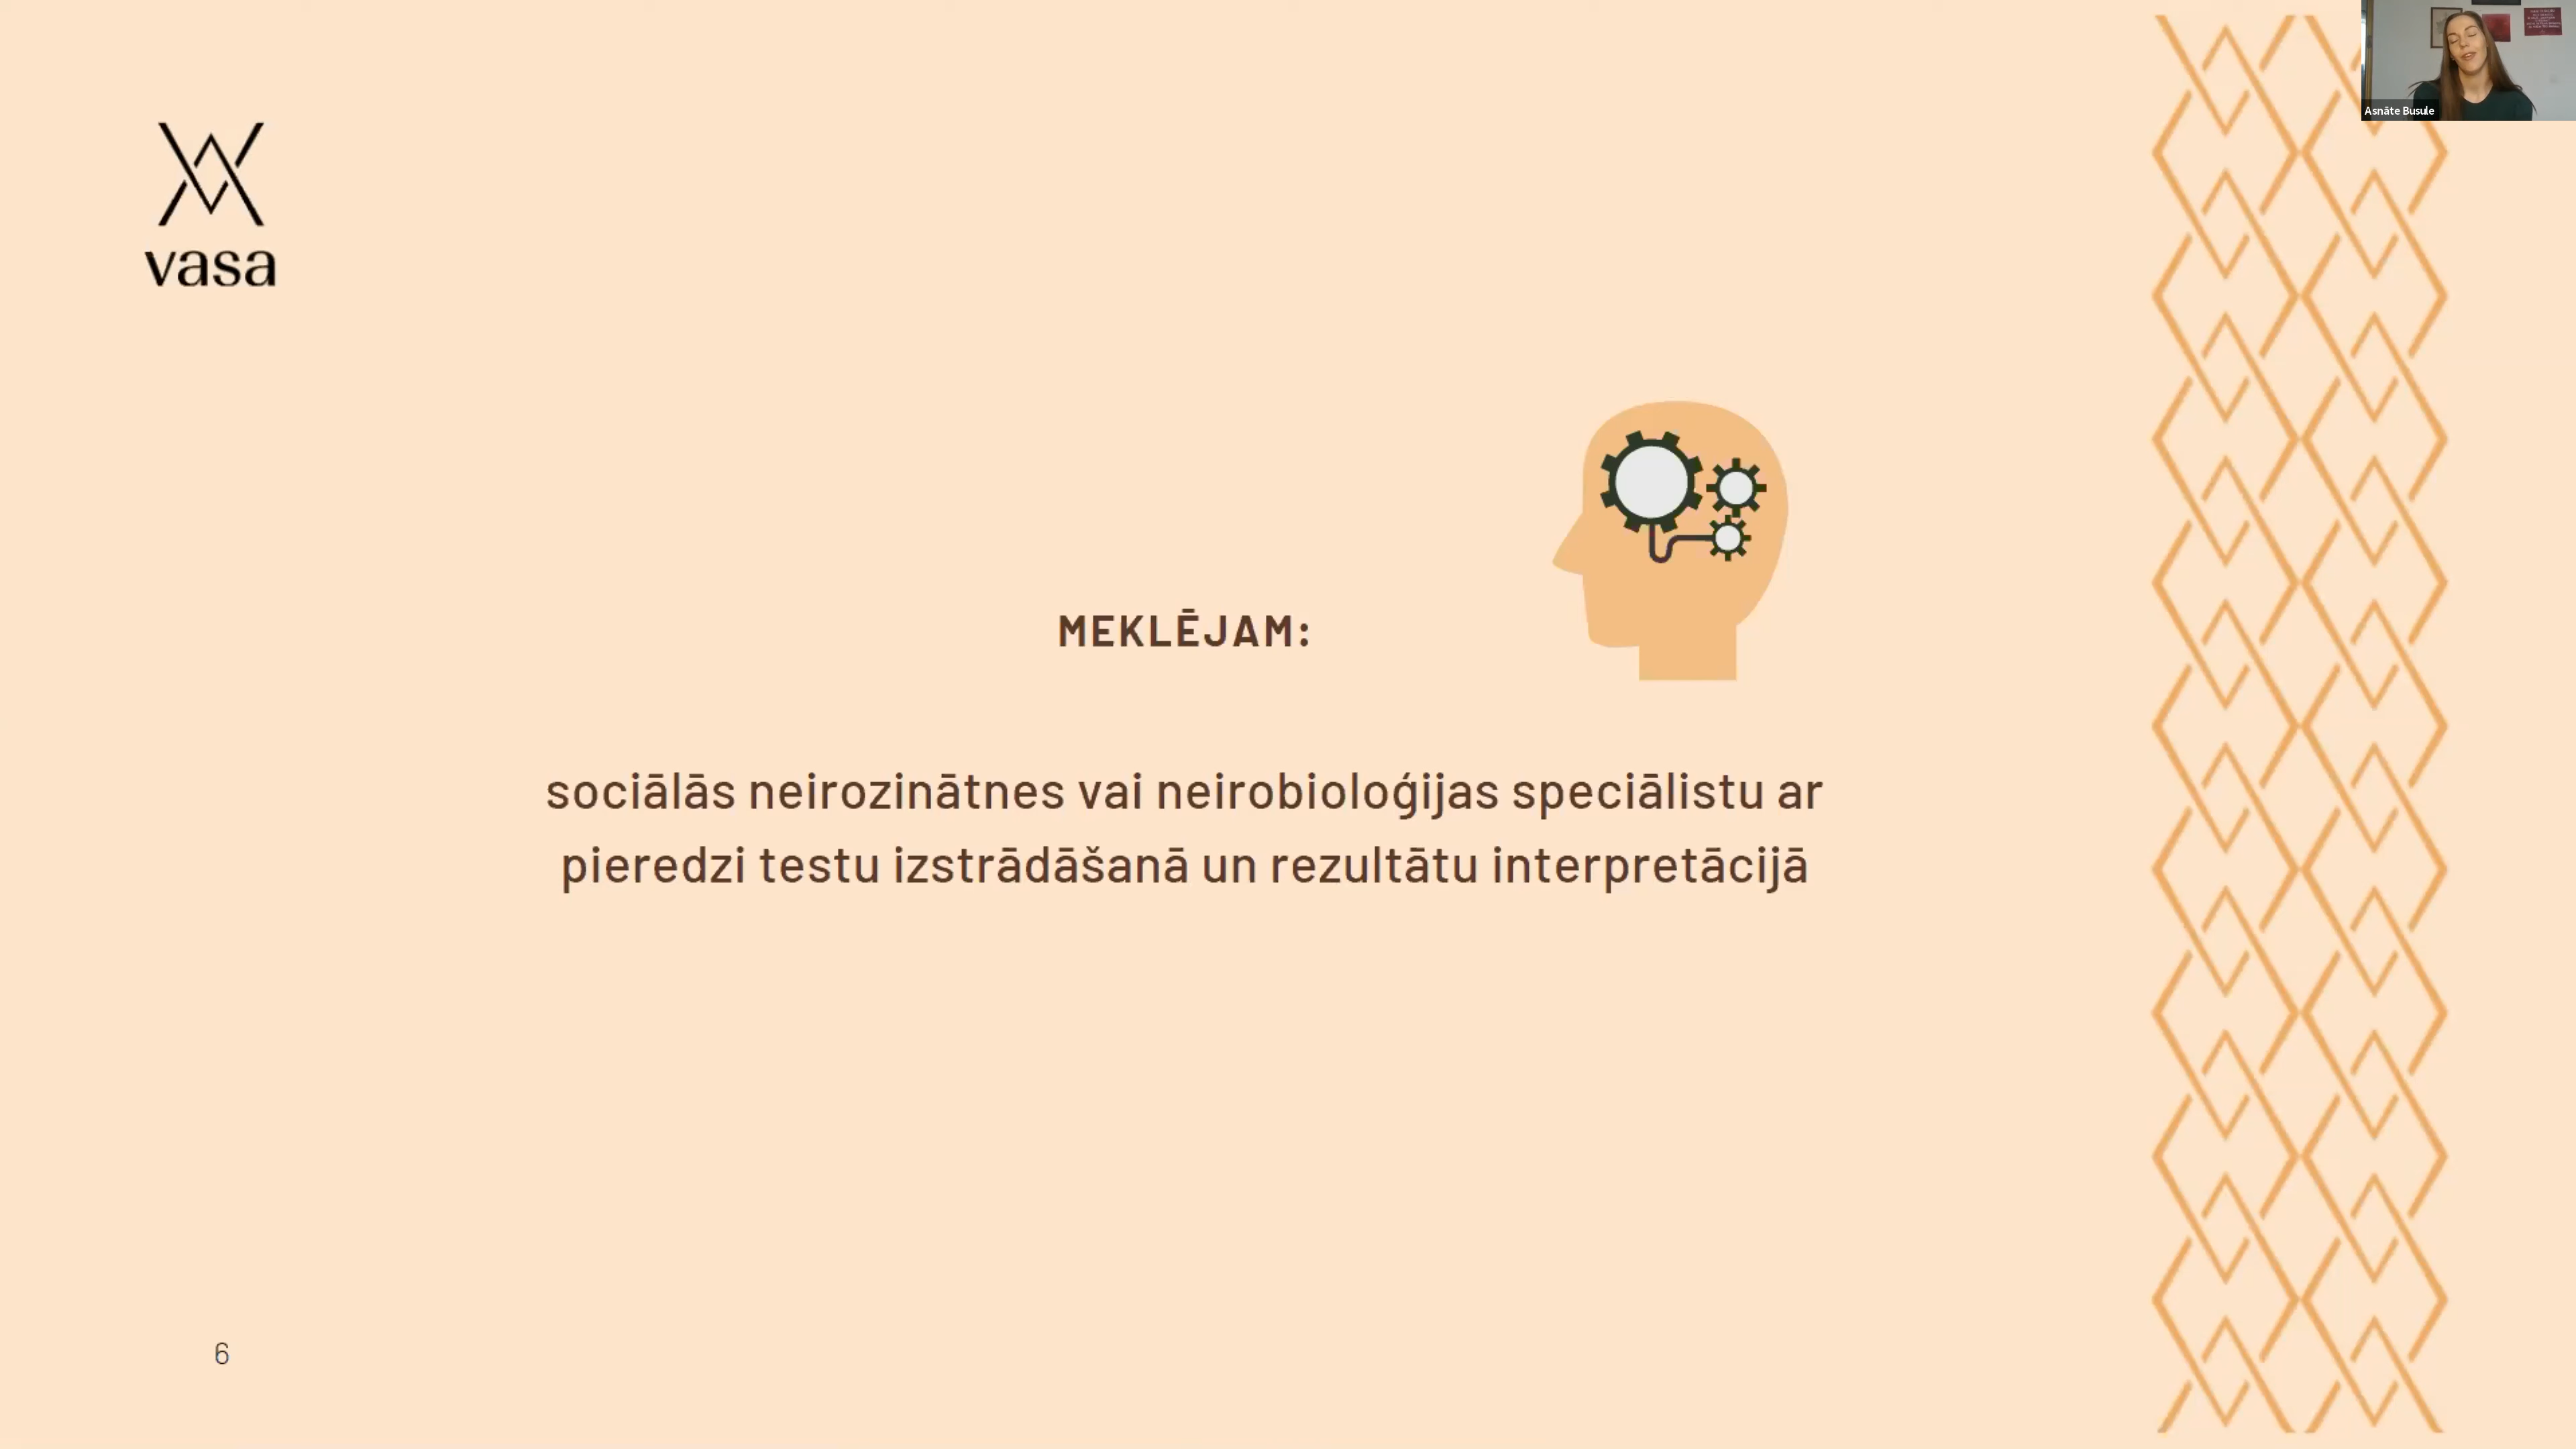 Asnāte Busule
vasa
MEKLĒJAM:
sociālās neirozinātnes vai neirobioloģijas speciālistu ar
pieredzi testu izstrādāšanā un rezultātu interpretācijā
6